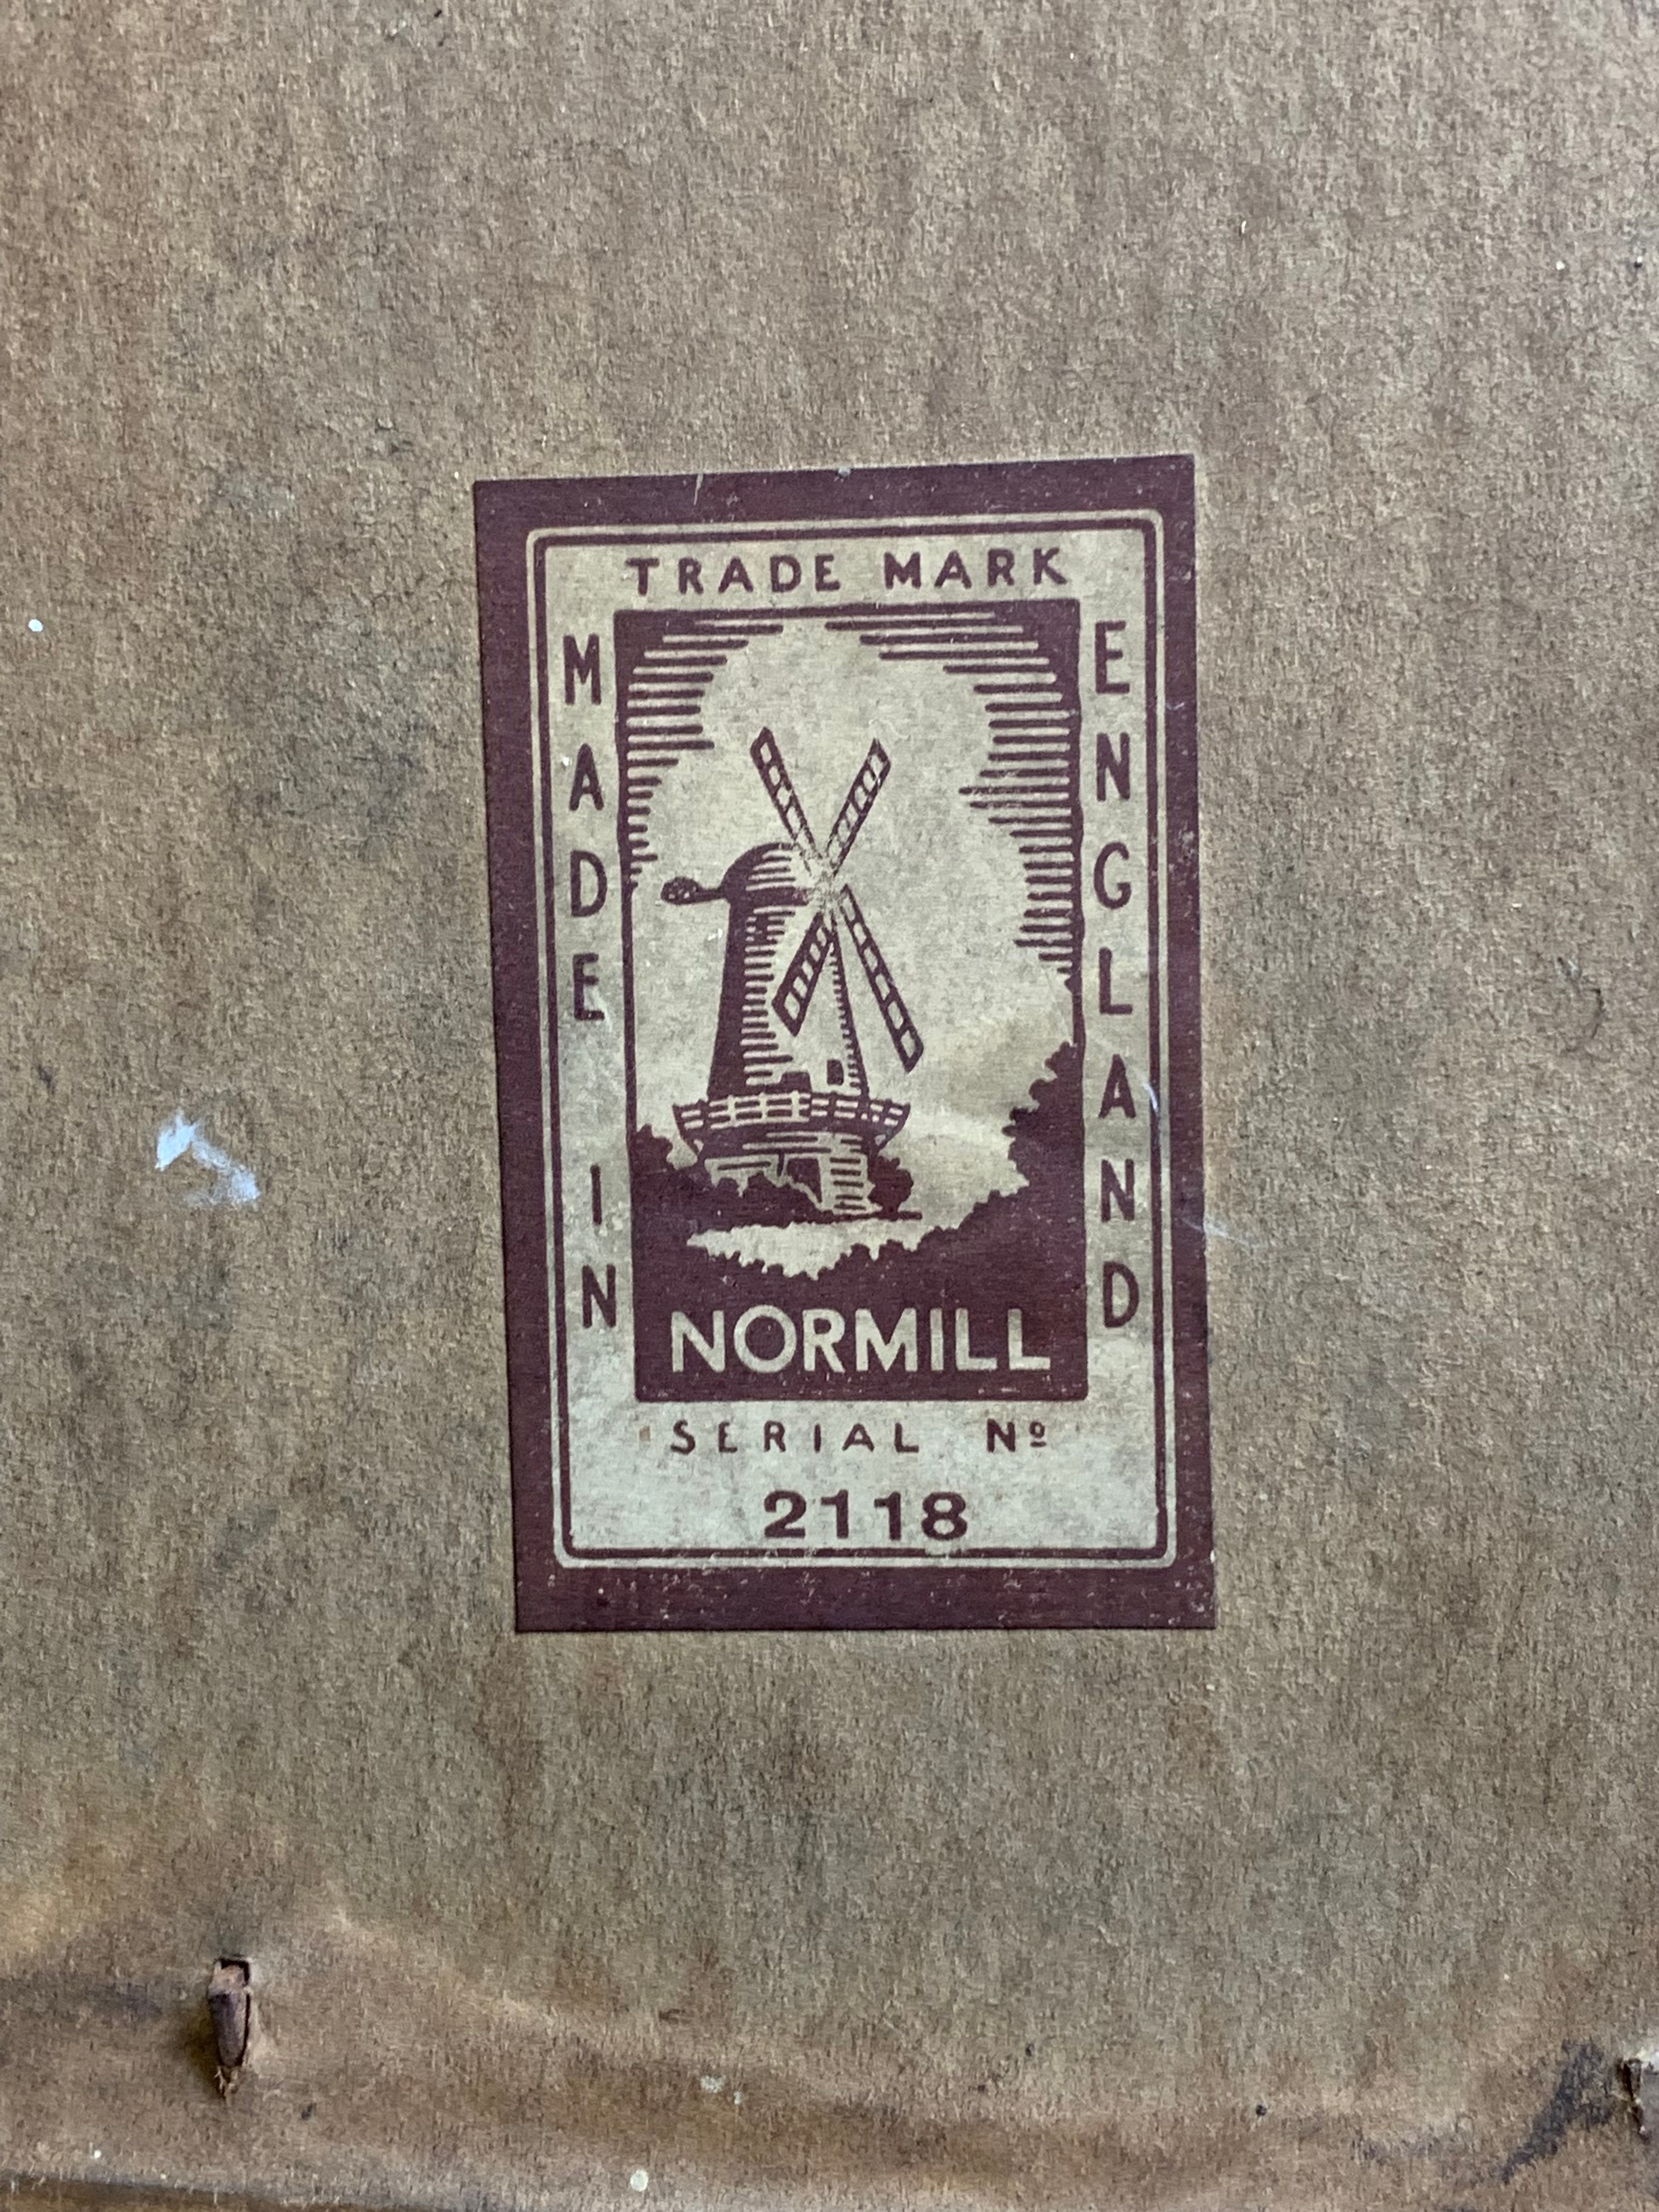 TRADE MARK
MADE IN
ENGLAND
NORMILL
SERIAL Nº
2118